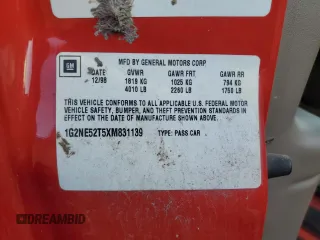 GM
MFD BY GENERAL MOTORS CORP
DATE GVWR GAWR FRT GAWR RR
12/98 1819 KG 1025 KG 794 KG
4010 LB 2260 LB 1750 LB
THIS VEHICLE CONFORMS TO ALL APPLICABLE U.S. FEDERAL MOTOR
VEHICLE SAFETY, BUMPER, AND THEFT PREVENTION STANDARDS
IN EFFECT ON THE DATE OF MANUFACTURE SHOWN ABOVE.
1G2NE52T5XM831139 TYPE: PASS CAR
DREAMBID